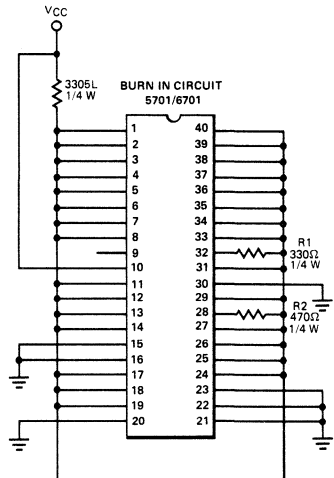 VCC
3305L
1/4 W
BURN IN CIRCUIT
5701/6701
1 40
2 39
3 38
4 37
5 36
6 35
7 34
8 33
9 32
10 31
11 30
12 29
13 28
14 27
15 26
16 25
17 24
18 23
19 22
20 21
R1
330Ω
1/4 W
R2
470Ω
1/4 W